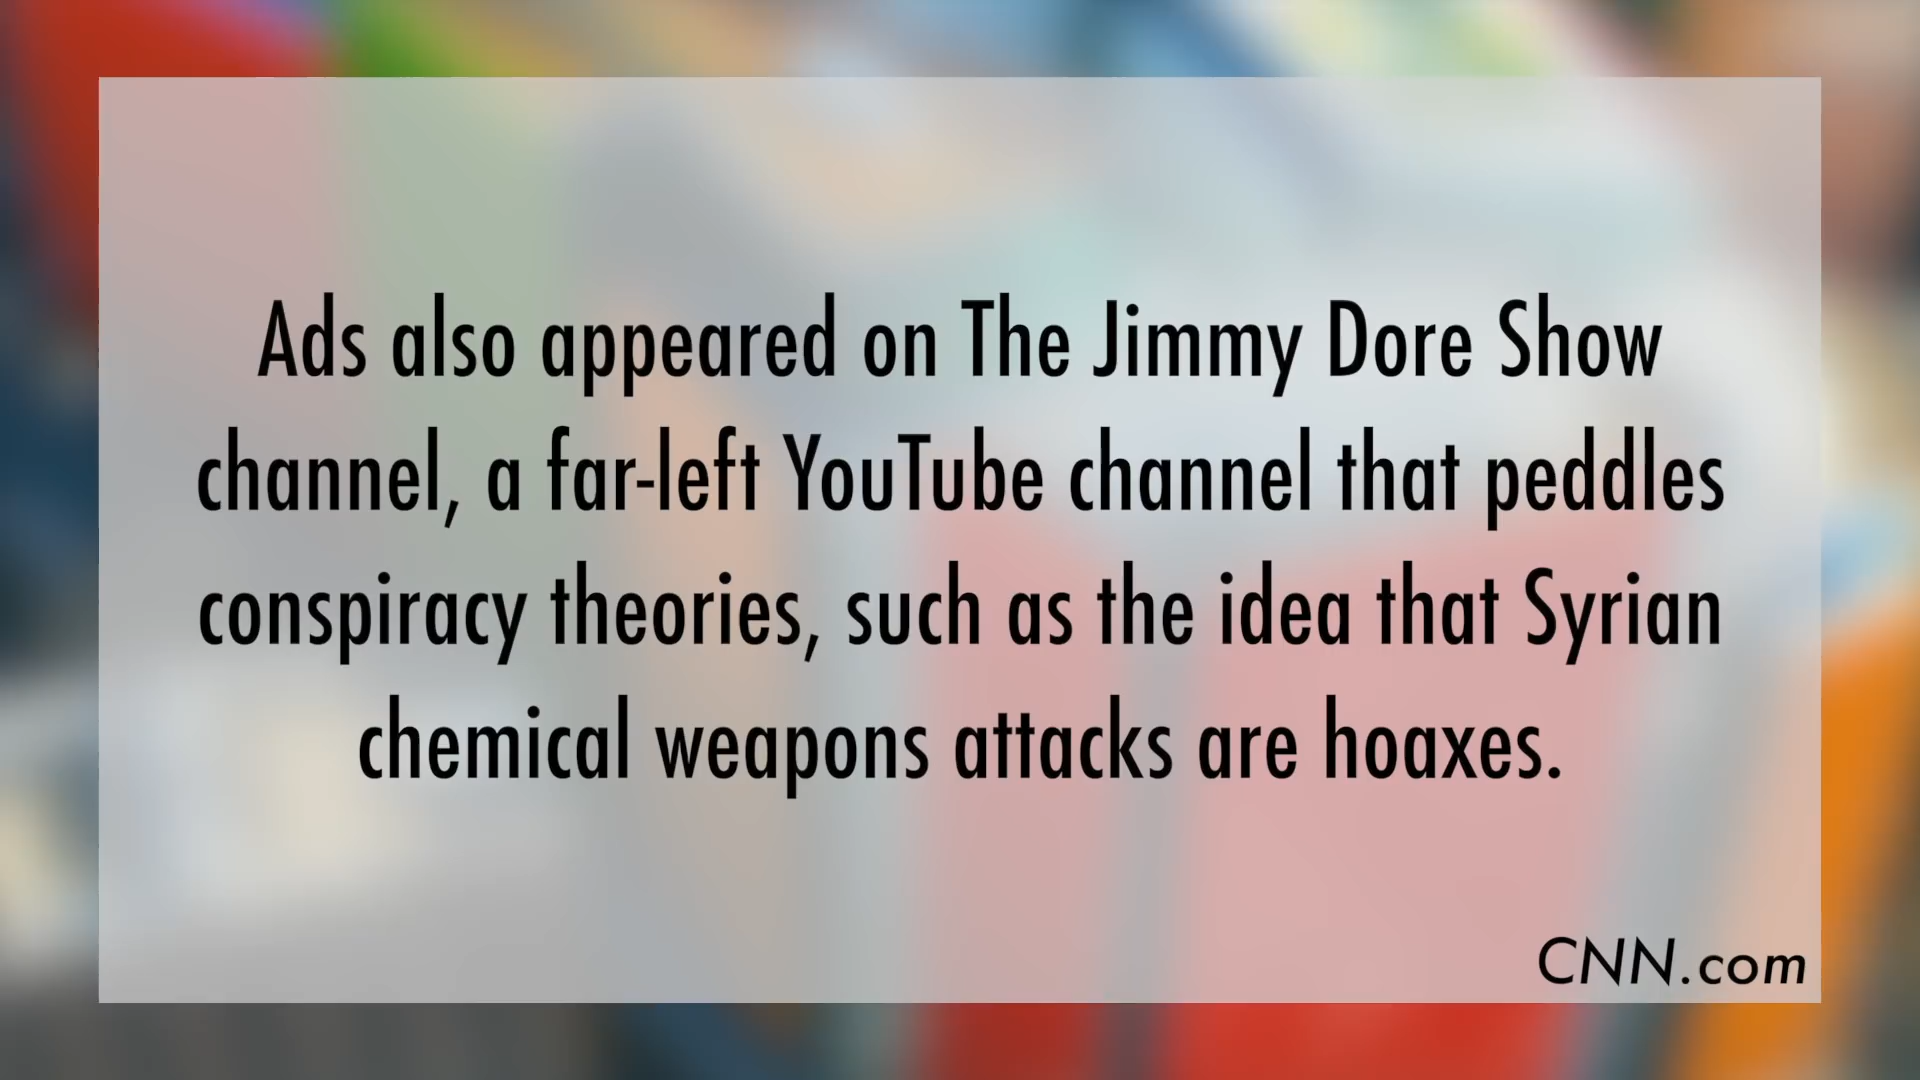 Ads also appeared on The Jimmy Dore Show
channel, a far-left YouTube channel that peddles
conspiracy theories, such as the idea that Syrian
chemical weapons attacks are hoaxes.
CNN.com